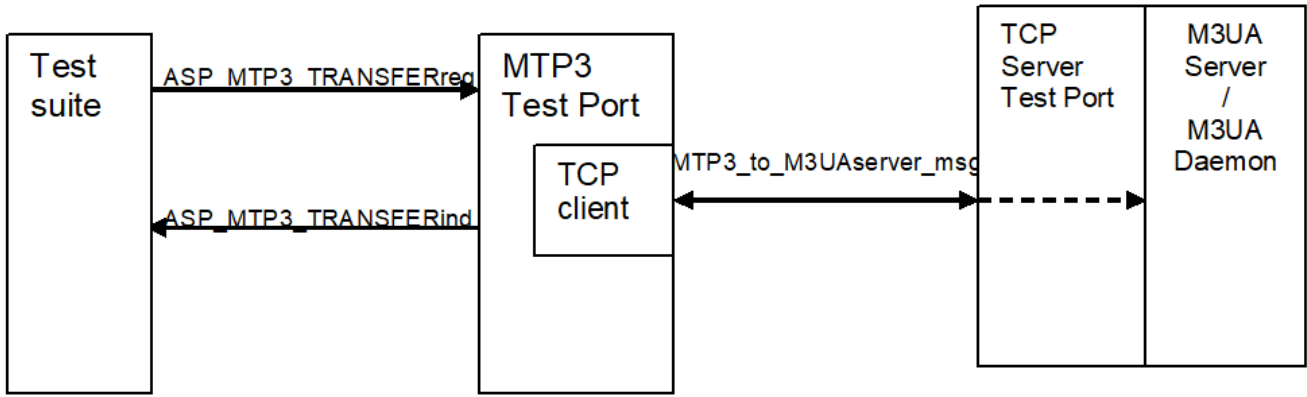 Test
suite
ASP_MTP3_TRANSFERreq
ASP_MTP3_TRANSFERind
MTP3
Test Port
TCP
client
MTP3_to_M3UAserver_msg
TCP
Server
Test Port
M3UA
Server
/
M3UA
Daemon